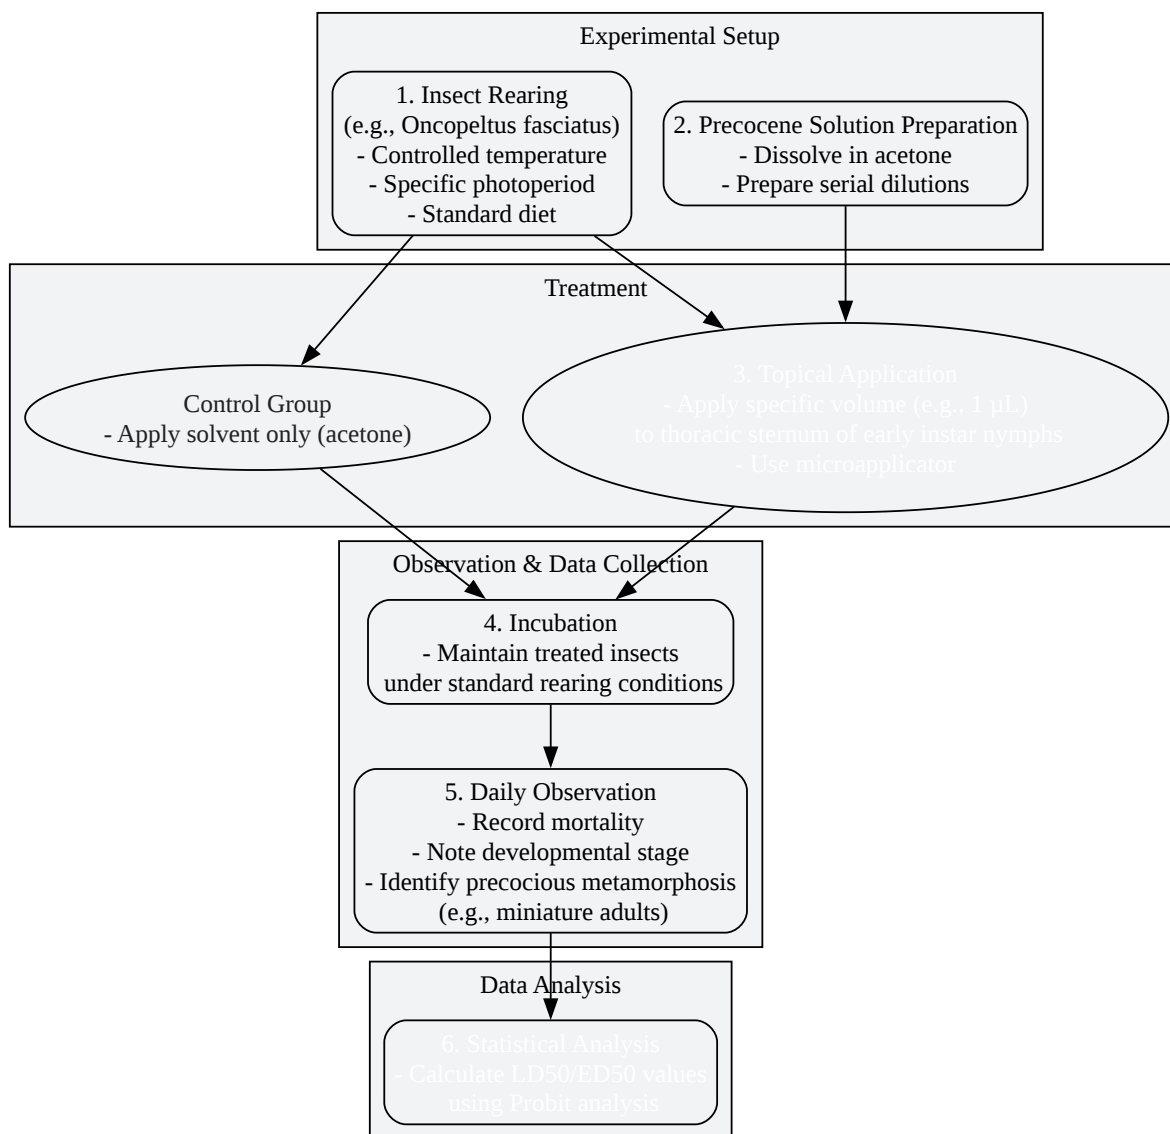 Experimental Setup
1. Insect Rearing
(e.g., Oncopeltus fasciatus)
- Controlled temperature
- Specific photoperiod
- Standard diet
2. Precocene Solution Preparation
- Dissolve in acetone
- Prepare serial dilutions
Treatment
Control Group
- Apply solvent only (acetone)
3. Topical Application
- Apply specific volume (e.g., 1 µL)
to thoracic sternum of early instar nymphs
- Use microapplicator
Observation & Data Collection
4. Incubation
- Maintain treated insects
under standard rearing conditions
5. Daily Observation
- Record mortality
- Note developmental stage
- Identify precocious metamorphosis
(e.g., miniature adults)
Data Analysis
6. Statistical Analysis
- Calculate LD50/ED50 values
using Probit analysis